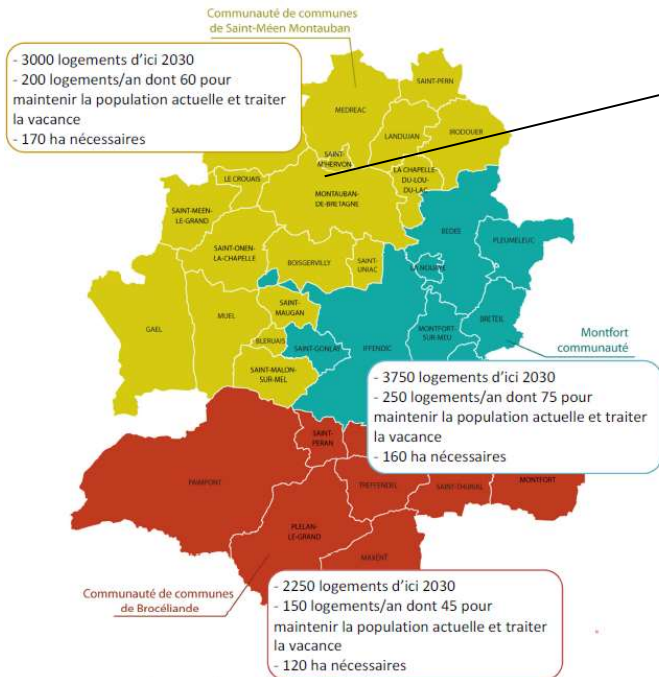 Communauté de communes
de Saint-Méen Montauban
- 3000 logements d'ici 2030
- 200 logements/an dont 60 pour
maintenir la population actuelle et traiter
la vacance
- 170 ha nécessaires
SAINT-PERN
MEDREAC
LANDUJAN
IRODOUER
SAINT-
M'HERVON
LE CROUAIS
LA CHAPELLE-
DU-LOU-
DU-LAC
MONTAUBAN-
DE-BRETAGNE
SAINT-MEEN-
LE-GRAND
BEDEE
PLEUMELEUC
SAINT-ONEN-
LA-CHAPELLE
BOISGERVILLY
SAINT-
UNIAC
LA NOUAYE
GAEL
MUEL
SAINT-
MAUGAN
BRETEIL
IFFENDIC
MONTFORT-
SUR-MEU
BLERUAIS
SAINT-GONLAY
Montfort
communauté
SAINT-MALON-
SUR-MEL
- 3750 logements d'ici 2030
- 250 logements/an dont 75 pour
maintenir la population actuelle et traiter
la vacance
- 160 ha nécessaires
SAINT-
PERAN
PAIMPONT
TREFFENDEL
SAINT-THURIAL
MONTFORT
PLELAN-
LE-GRAND
MAXENT
Communauté de communes
de Brocéliande
- 2250 logements d'ici 2030
- 150 logements/an dont 45 pour
maintenir la population actuelle et traiter
la vacance
- 120 ha nécessaires